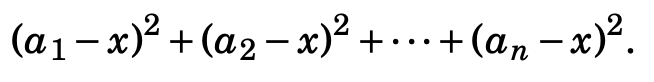 (a₁ − x)² + (a₂ − x)² + ⋯ + (aₙ − x)².